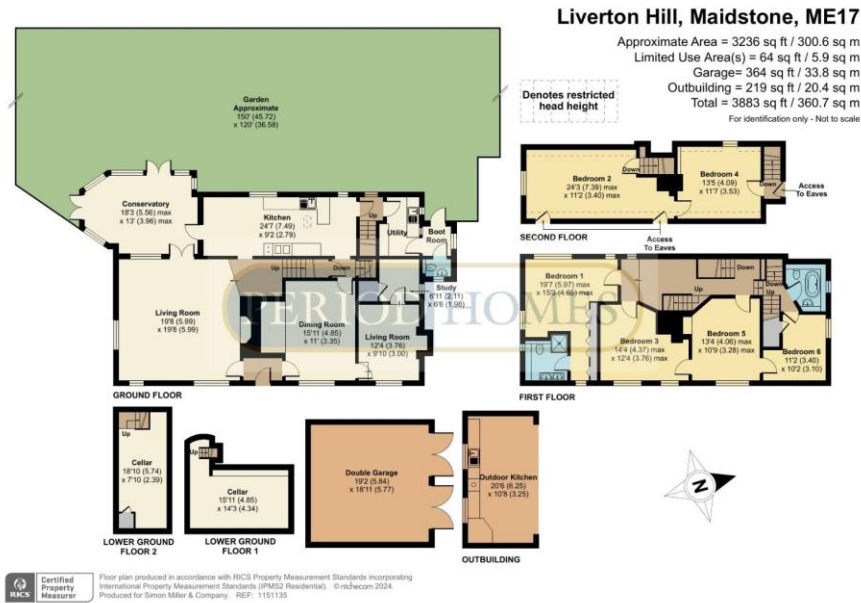 Liverton Hill, Maidstone, ME17
Approximate Area = 3236 sq ft / 300.6 sq m
Limited Use Area(s) = 64 sq ft / 5.9 sq m
Garage= 364 sq ft / 33.8 sq m
Outbuilding = 219 sq ft / 20.4 sq m
Total = 3883 sq ft / 360.7 sq m
For identification only - Not to scale
Denotes restricted
head height
Garden
Approximate
150' (45.72)
x 120' (36.58)
Conservatory
18'3 (5.56) max
x 13' (3.96) max
Kitchen
24'7 (7.49)
x 9'2 (2.79)
Up
Utility
Boot
Room
Up
Down
Study
6'11 (2.11)
x 6'6 (1.98)
Living Room
19'8 (5.99)
x 19'8 (5.99)
Dining Room
15'11 (4.85)
x 11' (3.35)
Living Room
12'4 (3.76)
x 9'10 (3.00)
GROUND FLOOR
Bedroom 2
24'3 (7.39) max
x 11'2 (3.40) max
Down
Bedroom 4
13'5 (4.09)
x 11'7 (3.53)
Down
Access
To Eaves
Access
To Eaves
SECOND FLOOR
Bedroom 1
19'7 (5.97) max
x 15'3 (4.65) max
Up
Down
Down
Up
Bedroom 3
14'4 (4.37) max
x 12'4 (3.76) max
Bedroom 5
13'4 (4.06) max
x 10'9 (3.28) max
Bedroom 6
11'2 (3.40)
x 10'2 (3.10)
FIRST FLOOR
PERIOD HOMES
Up
Cellar
18'10 (5.74)
x 7'10 (2.39)
LOWER GROUND
FLOOR 2
Up
Cellar
15'11 (4.85)
x 14'3 (4.34)
LOWER GROUND
FLOOR 1
Double Garage
19'2 (5.84)
x 18'11 (5.77)
Outdoor Kitchen
20'6 (6.25)
x 10'8 (3.25)
OUTBUILDING
N
RICS
Certified
Property
Measurer
Floor plan produced in accordance with RICS Property Measurement Standards incorporating
International Property Measurement Standards (IPMS2 Residential). © ntchecom 2024.
Produced for Simon Miller & Company. REF: 1151135